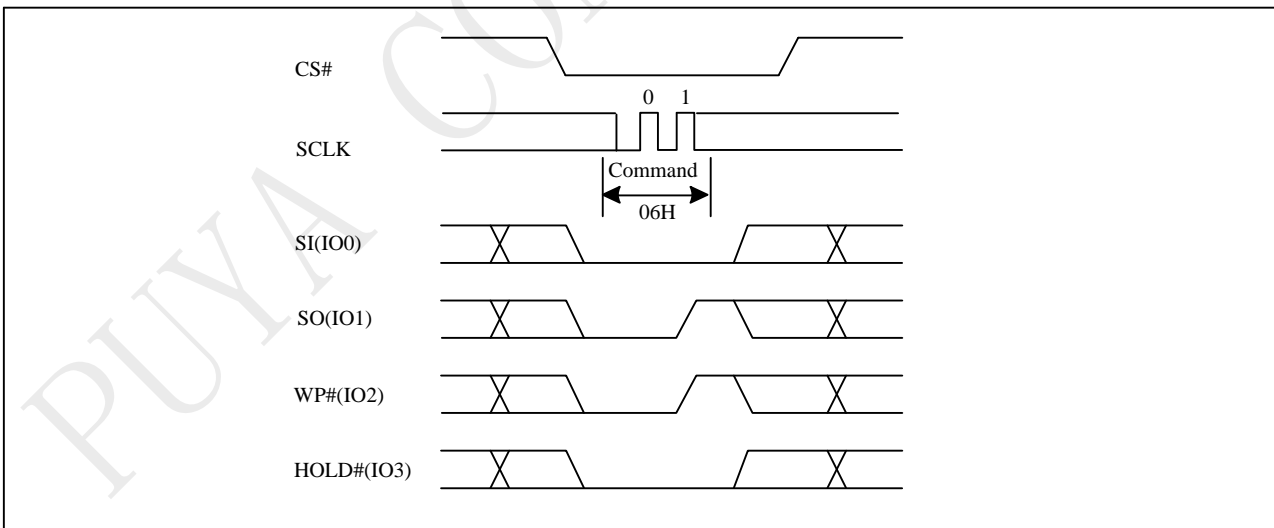 PUYA CO
CS#
0 1
SCLK
Command
06H
SI(IO0)
SO(IO1)
WP#(IO2)
HOLD#(IO3)